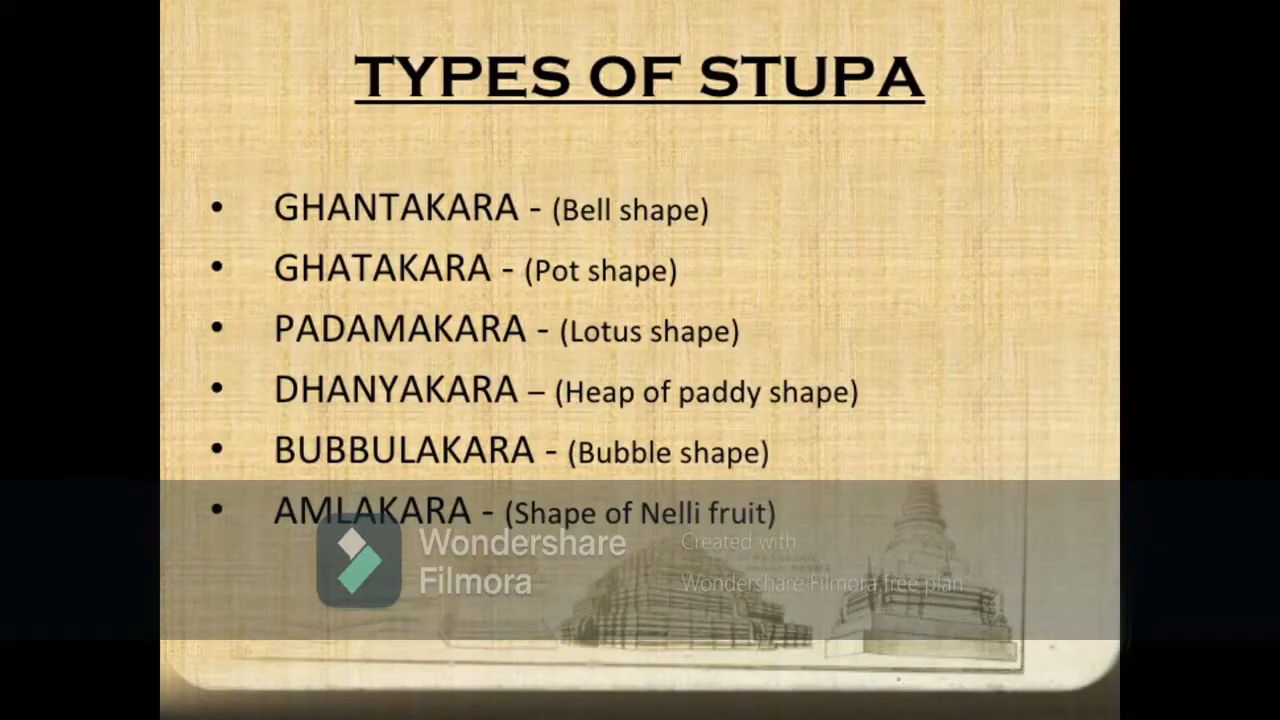 TYPES OF STUPA
• GHANTAKARA - (Bell shape)
• GHATAKARA - (Pot shape)
• PADAMAKARA - (Lotus shape)
• DHANYAKARA – (Heap of paddy shape)
• BUBBULAKARA - (Bubble shape)
• AMLAKARA - (Shape of Nelli fruit)
Wondershare
Filmora
Created with
Wondershare Filmora free plan